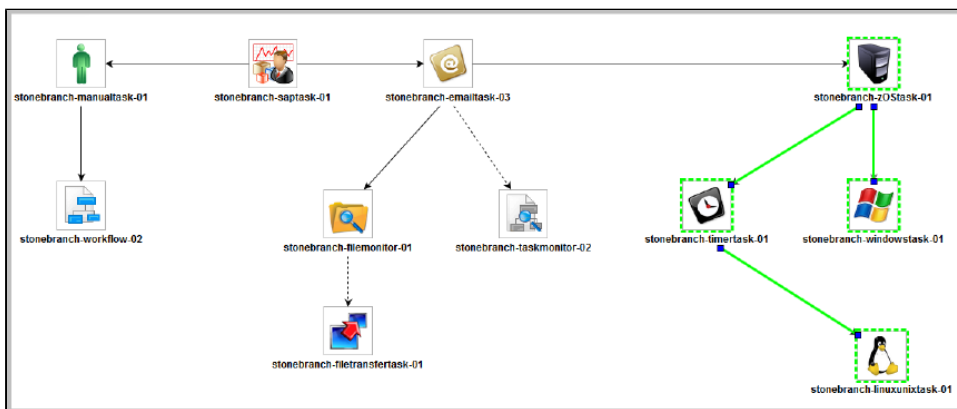 stonebranch-manualtask-01
stonebranch-saptask-01
stonebranch-emailtask-03
stonebranch-zOStask-01
stonebranch-workflow-02
stonebranch-filemonitor-01
stonebranch-taskmonitor-02
stonebranch-timertask-01
stonebranch-windowstask-01
stonebranch-filetransfertask-01
stonebranch-linuxunixtask-01